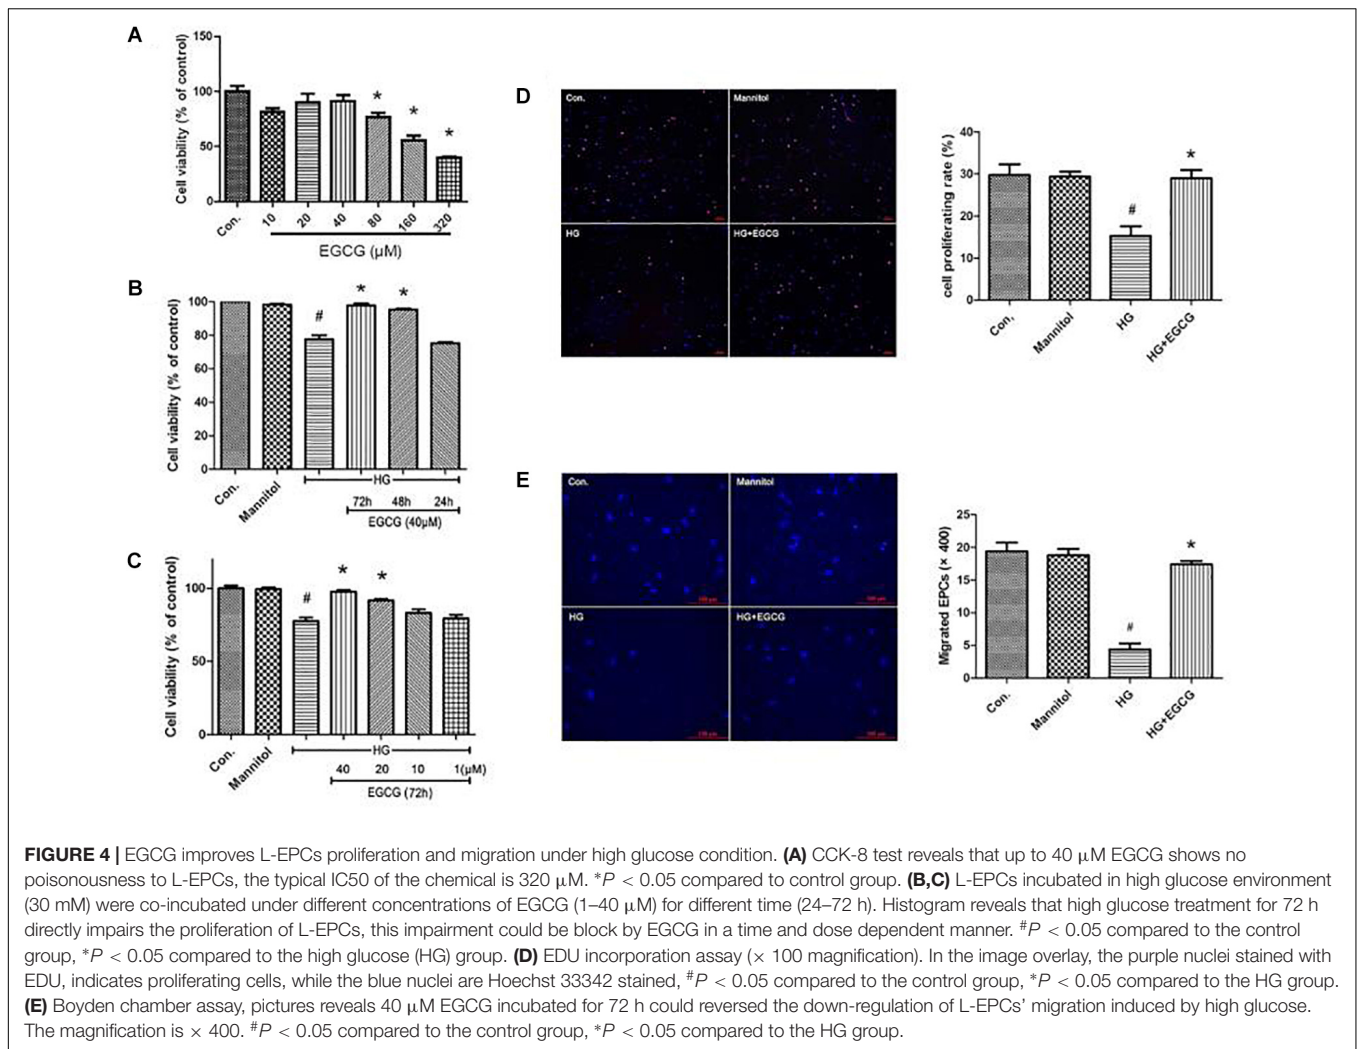 A
150
100
50
0
Cell viability (% of control)
*
*
*
Con.
10
20
40
80
160
320
EGCG (μM)
B
100
80
60
40
20
0
Cell viability (% of control)
#
*
*
Con.
Mannitol
HG
72h 48h 24h
EGCG (40μM)
C
100
50
0
Cell viability (% of control)
#
*
*
Con.
Mannitol
HG
40 20 10 1(μM)
EGCG (72h)
D
Con.
Mannitol
HG
HG+EGCG
40
30
20
10
0
cell proliferating rate (%)
#
*
Con.
Mannitol
HG
HG+EGCG
E
Con.
Mannitol
HG
HG+EGCG
25
20
15
10
5
0
Migrated EPCs (× 400)
#
*
Con.
Mannitol
HG
HG+EGCG
FIGURE 4 | EGCG improves L-EPCs proliferation and migration under high glucose condition. (A) CCK-8 test reveals that up to 40 μM EGCG shows no
poisonousness to L-EPCs, the typical IC50 of the chemical is 320 μM. *P < 0.05 compared to control group. (B,C) L-EPCs incubated in high glucose environment
(30 mM) were co-incubated under different concentrations of EGCG (1–40 μM) for different time (24–72 h). Histogram reveals that high glucose treatment for 72 h
directly impairs the proliferation of L-EPCs, this impairment could be block by EGCG in a time and dose dependent manner. #P < 0.05 compared to the control
group, *P < 0.05 compared to the high glucose (HG) group. (D) EDU incorporation assay (× 100 magnification). In the image overlay, the purple nuclei stained with
EDU, indicates proliferating cells, while the blue nuclei are Hoechst 33342 stained, #P < 0.05 compared to the control group, *P < 0.05 compared to the HG group.
(E) Boyden chamber assay, pictures reveals 40 μM EGCG incubated for 72 h could reversed the down-regulation of L-EPCs’ migration induced by high glucose.
The magnification is × 400. #P < 0.05 compared to the control group, *P < 0.05 compared to the HG group.